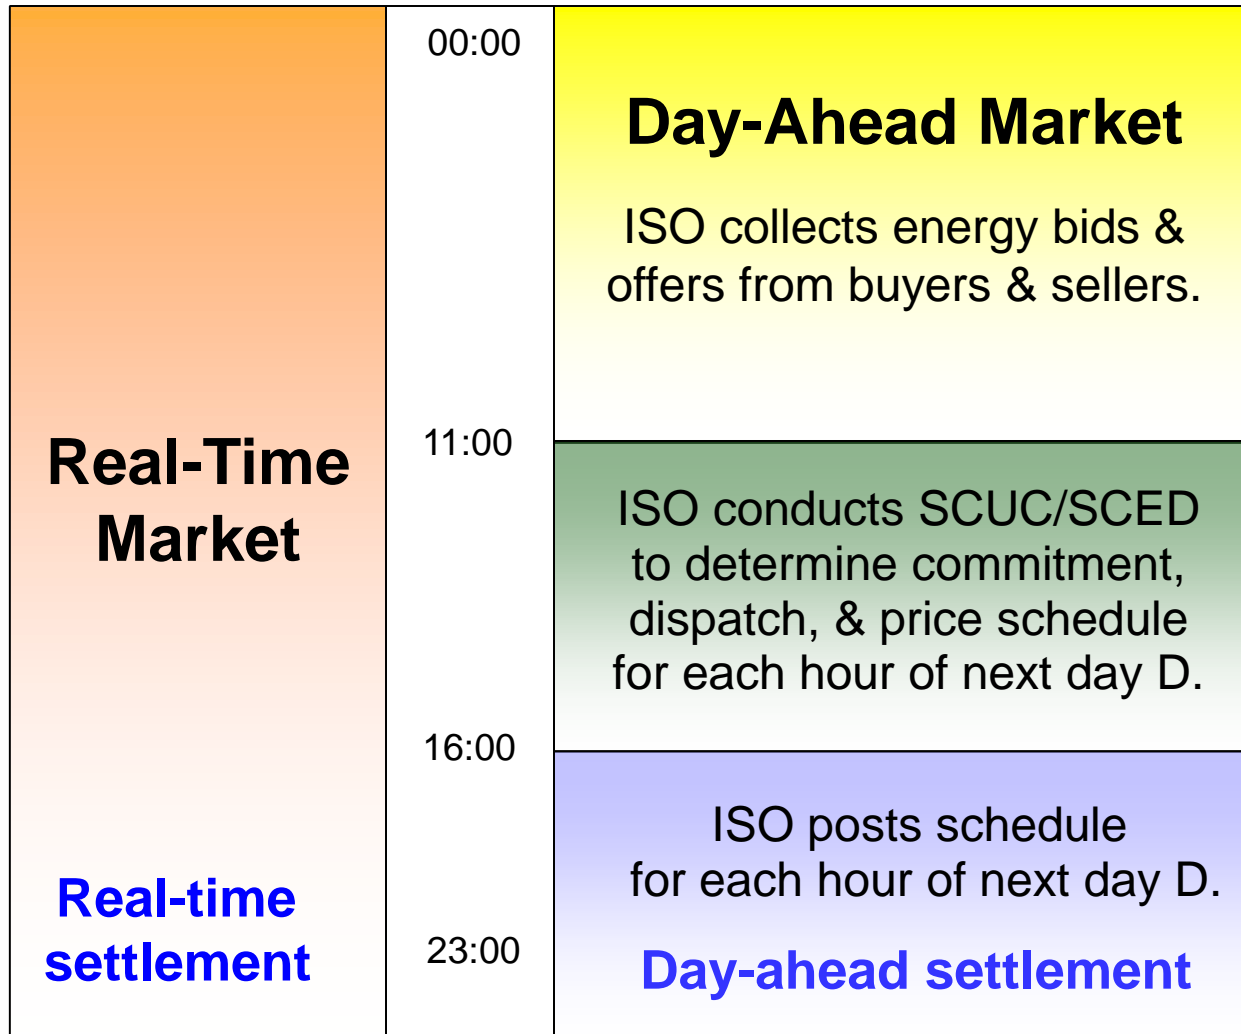 Real-Time
Market
Real-time
settlement
00:00
11:00
16:00
23:00
Day-Ahead Market
ISO collects energy bids &
offers from buyers & sellers.
ISO conducts SCUC/SCED
to determine commitment,
dispatch, & price schedule
for each hour of next day D.
ISO posts schedule
for each hour of next day D.
Day-ahead settlement